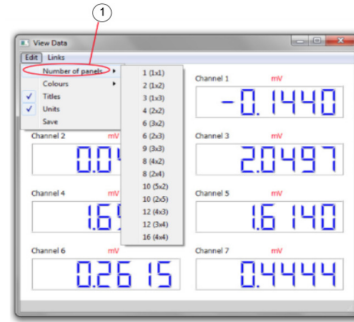 1
View Data
Edit Links
Number of panels
Colours
Titles
Units
Save
1 (1x1)
2 (1x2)
3 (1x3)
4 (2x2)
6 (3x2)
6 (2x3)
9 (3x3)
8 (4x2)
8 (2x4)
10 (5x2)
10 (2x5)
12 (4x3)
12 (3x4)
16 (4x4)
Channel 1 mV
-0.1440
Channel 2 mV
Channel 3 mV
2.0497
Channel 4 mV
Channel 5 mV
1.6140
Channel 6 mV
0.2615
Channel 7 mV
0.4444